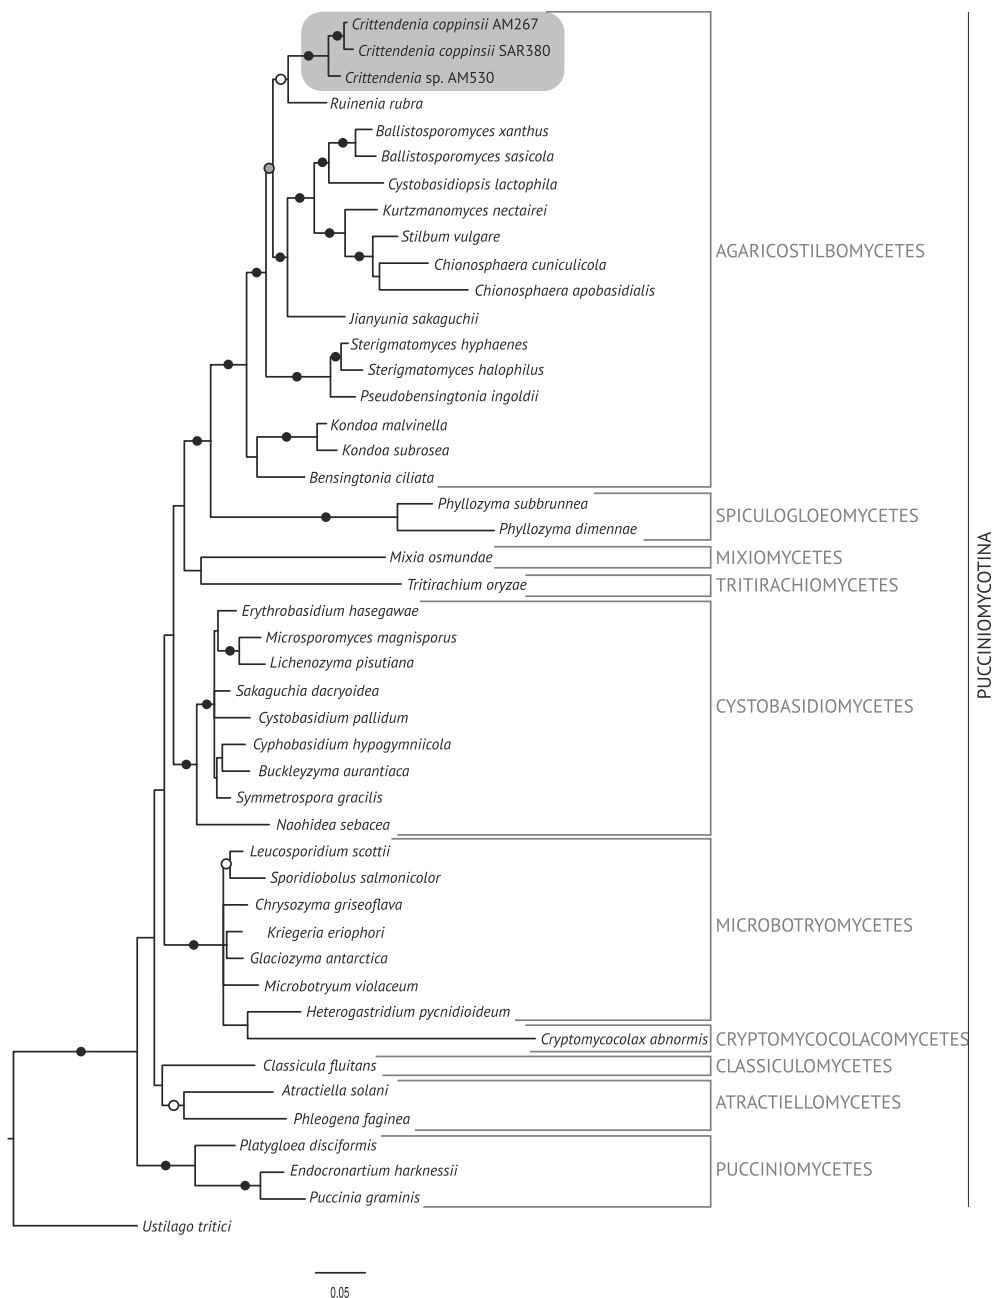 Crittendenia coppinsii AM267
Crittendenia coppinsii SAR380
Crittendenia sp. AM530
Ruinenia rubra
Ballistosporomyces xanthus
Ballistosporomyces sasicola
Cystobasidiopsis lactophila
Kurtzmanomyces nectairei
Stilbum vulgare
AGARICOSTILBOMYCETES
Chionosphaera cuniculicola
Chionosphaera apobasidialis
Jianyunia sakaguchii
Sterigmatomyces hyphaenes
Sterigmatomyces halophilus
Pseudobensingtonia ingoldii
Kondoa malvinella
Kondoa subrosea
Bensingtonia ciliata
Phyllozyma subbrunnea
SPICULOGLOEOMYCETES
Phyllozyma dimennae
Mixia osmundae
MIXIOMYCETES
Tritirachium oryzae
TRITIRACHIOMYCETES
PUCCINIOMYCOTINA
Erythrobasidium hasegawae
Microsporomyces magnisporus
Lichenozyma pisutiana
Sakaguchia dacryoidea
CYSTOBASIDIOMYCETES
Cystobasidium pallidum
Cyphobasidium hypogymniicola
Buckleyzyma aurantiaca
Symmetrospora gracilis
Naohidea sebacea
Leucosporidium scottii
Sporidiobolus salmonicolor
Chrysozyma griseoflava
MICROBOTRYOMYCETES
Kriegeria eriophori
Glaciozyma antarctica
Microbotryum violaceum
Heterogastridium pycnidioideum
Cryptomycocolax abnormis
CRYPTOMYCOCOLACOMYCETES
Classicula fluitans
CLASSICULOMYCETES
Atractiella solani
ATRACTIELLOMYCETES
Phleogena faginea
Platygloea disciformis
PUCCINIOMYCETES
Endocronartium harknessii
Puccinia graminis
Ustilago tritici
0.05